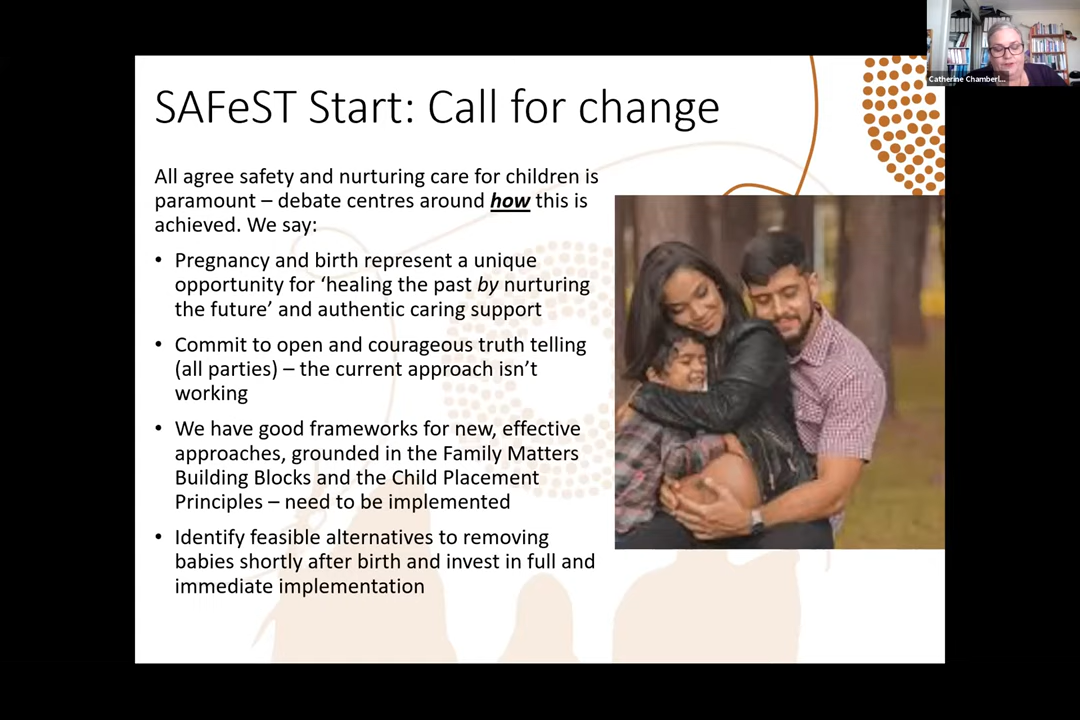 Catherine Chamberl...
SAFeST Start: Call for change
All agree safety and nurturing care for children is
paramount – debate centres around how this is
achieved. We say:
• Pregnancy and birth represent a unique
opportunity for ‘healing the past by nurturing
the future’ and authentic caring support
• Commit to open and courageous truth telling
(all parties) – the current approach isn’t
working
• We have good frameworks for new, effective
approaches, grounded in the Family Matters
Building Blocks and the Child Placement
Principles – need to be implemented
• Identify feasible alternatives to removing
babies shortly after birth and invest in full and
immediate implementation